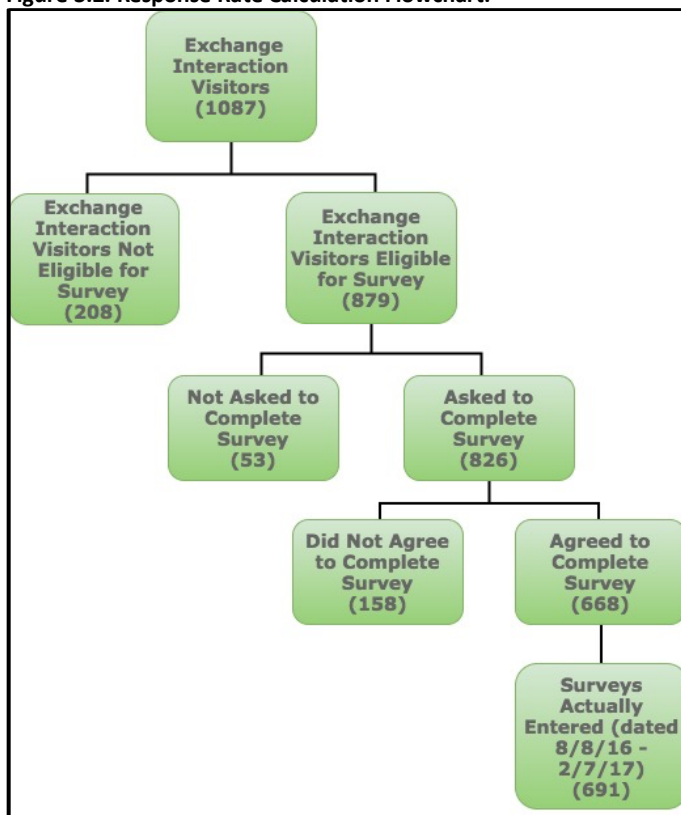 Figure 3.2. Response Rate Calculation Flowchart.
Exchange
Interaction
Visitors
(1087)
Exchange
Interaction
Visitors Not
Eligible for
Survey
(208)
Exchange
Interaction
Visitors Eligible
for Survey
(879)
Not Asked to
Complete
Survey
(53)
Asked to
Complete
Survey
(826)
Did Not Agree
to Complete
Survey
(158)
Agreed to
Complete
Survey
(668)
Surveys
Actually
Entered (dated
8/8/16 -
2/7/17)
(691)